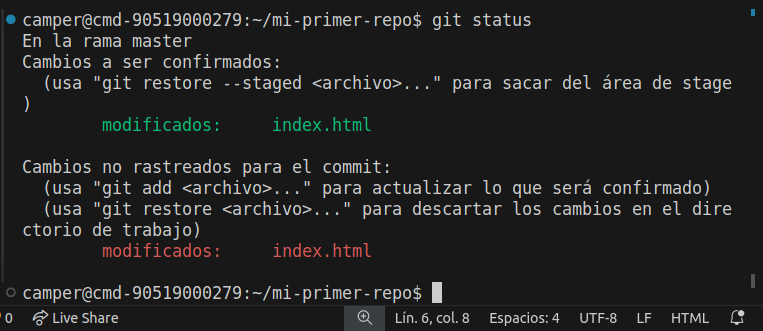 camper@cmd-90519000279:~/mi-primer-repo$ git status
En la rama master
Cambios a ser confirmados:
  (usa "git restore --staged <archivo>..." para sacar del área de stage
)
        modificados:     index.html

Cambios no rastreados para el commit:
  (usa "git add <archivo>..." para actualizar lo que será confirmado)
  (usa "git restore <archivo>..." para descartar los cambios en el dire
ctorio de trabajo)
        modificados:     index.html

camper@cmd-90519000279:~/mi-primer-repo$
0 Live Share Lín. 6, col. 8 Espacios: 4 UTF-8 LF HTML